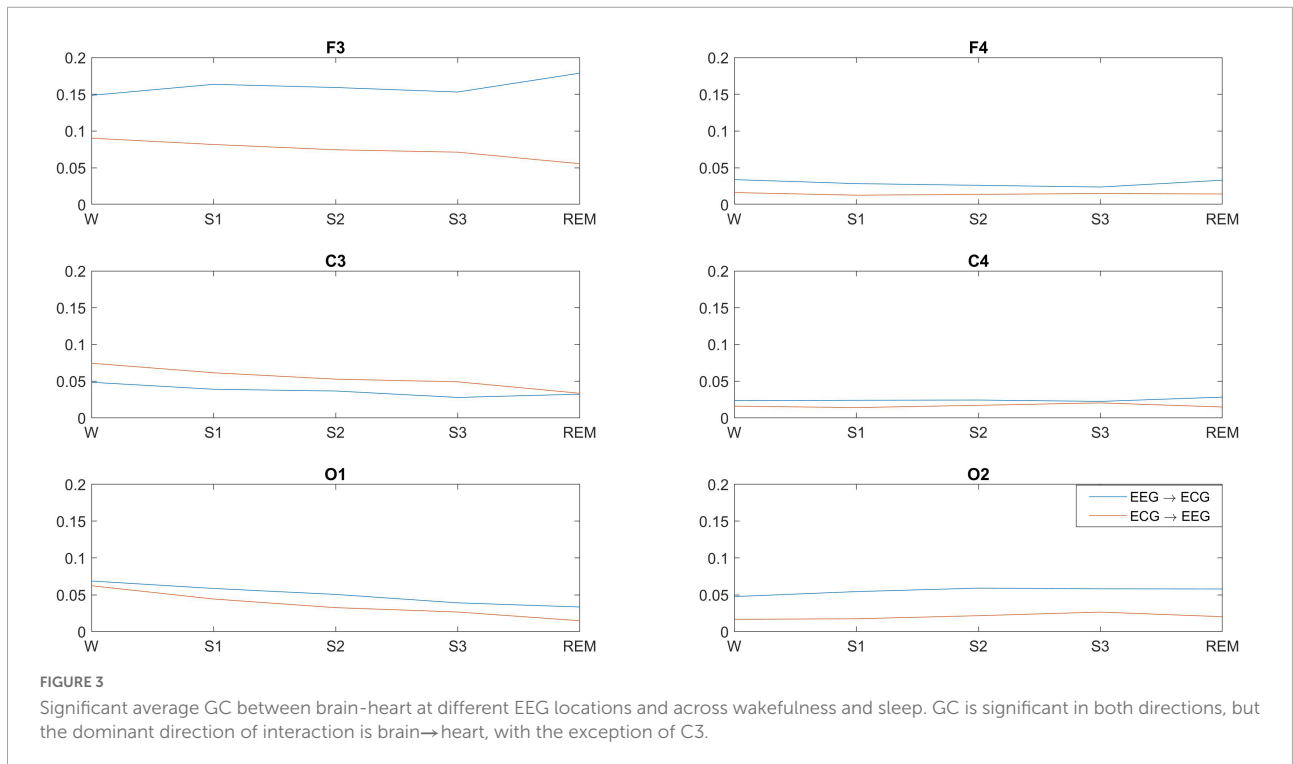 F3
0.2
0.15
0.1
0.05
0
W S1 S2 S3 REM
F4
0.2
0.15
0.1
0.05
0
W S1 S2 S3 REM
C3
0.2
0.15
0.1
0.05
0
W S1 S2 S3 REM
C4
0.2
0.15
0.1
0.05
0
W S1 S2 S3 REM
O1
0.2
0.15
0.1
0.05
0
W S1 S2 S3 REM
O2
0.2
0.15
0.1
0.05
0
W S1 S2 S3 REM
EEG → ECG
ECG → EEG
FIGURE 3
Significant average GC between brain-heart at different EEG locations and across wakefulness and sleep. GC is significant in both directions, but
the dominant direction of interaction is brain→heart, with the exception of C3.